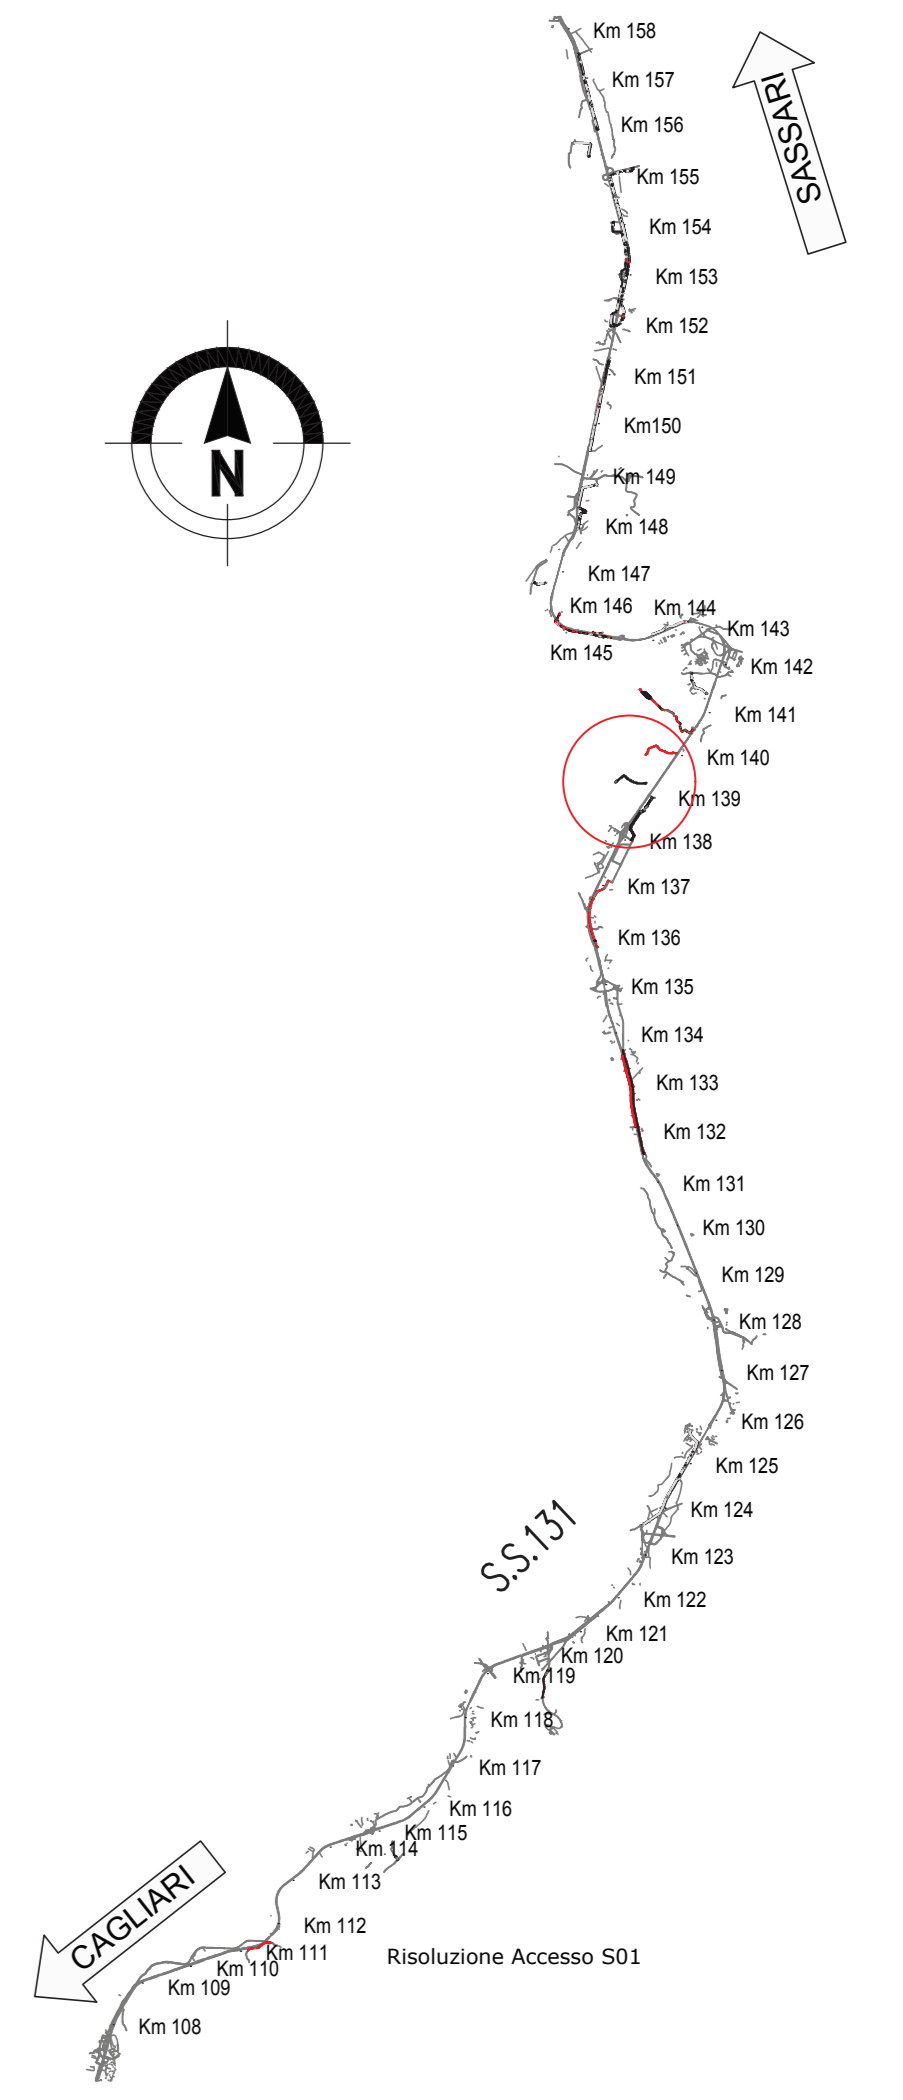 Km 158
SASSARI
Km 157
Km 156
Km 155
Km 154
Km 153
Km 152
Km 151
Km150
N
Km 149
Km 148
Km 147
Km 146
Km 144
Km 143
Km 145
Km 142
Km 141
Km 140
Km 139
Km 138
Km 137
Km 136
Km 135
Km 134
Km 133
Km 132
Km 131
Km 130
Km 129
Km 128
Km 127
Km 126
Km 125
Km 124
S.S.131
Km 123
Km 122
Km 121
Km 120
Km 119
Km 118
Km 117
Km 116
Km 115
Km 114
Km 113
CAGLIARI
Km 112
Km 111
Risoluzione Accesso S01
Km 110
Km 109
Km 108